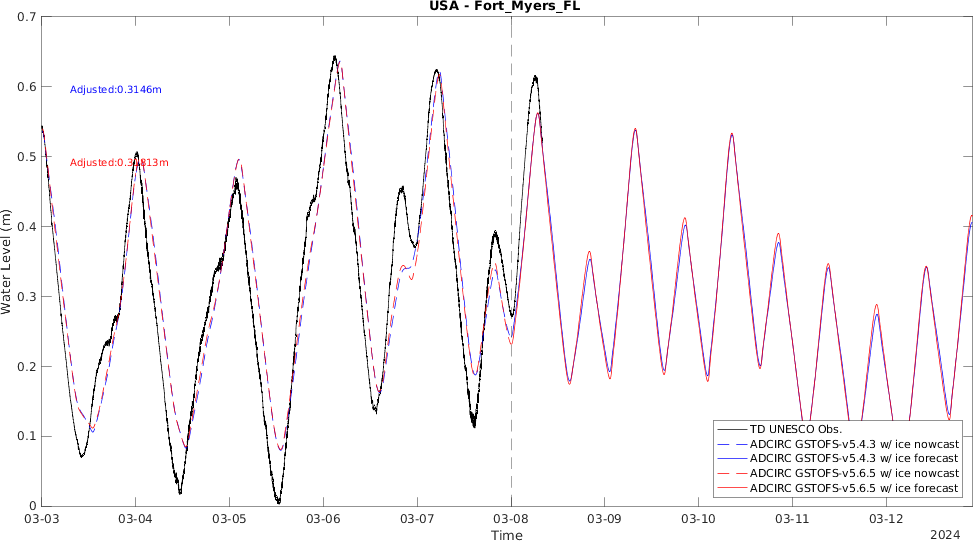 USA - Fort_Myers_FL
0.7
0.6
0.5
0.4
0.3
0.2
0.1
0
Water Level (m)
Adjusted:0.3146m
03-03
03-04
03-05
03-06
03-07
03-08
03-09
03-10
03-11
03-12
Time
2024
TD UNESCO Obs.
ADCIRC GSTOFS-v5.4.3 w/ ice nowcast
ADCIRC GSTOFS-v5.4.3 w/ ice forecast
ADCIRC GSTOFS-v5.6.5 w/ ice nowcast
ADCIRC GSTOFS-v5.6.5 w/ ice forecast